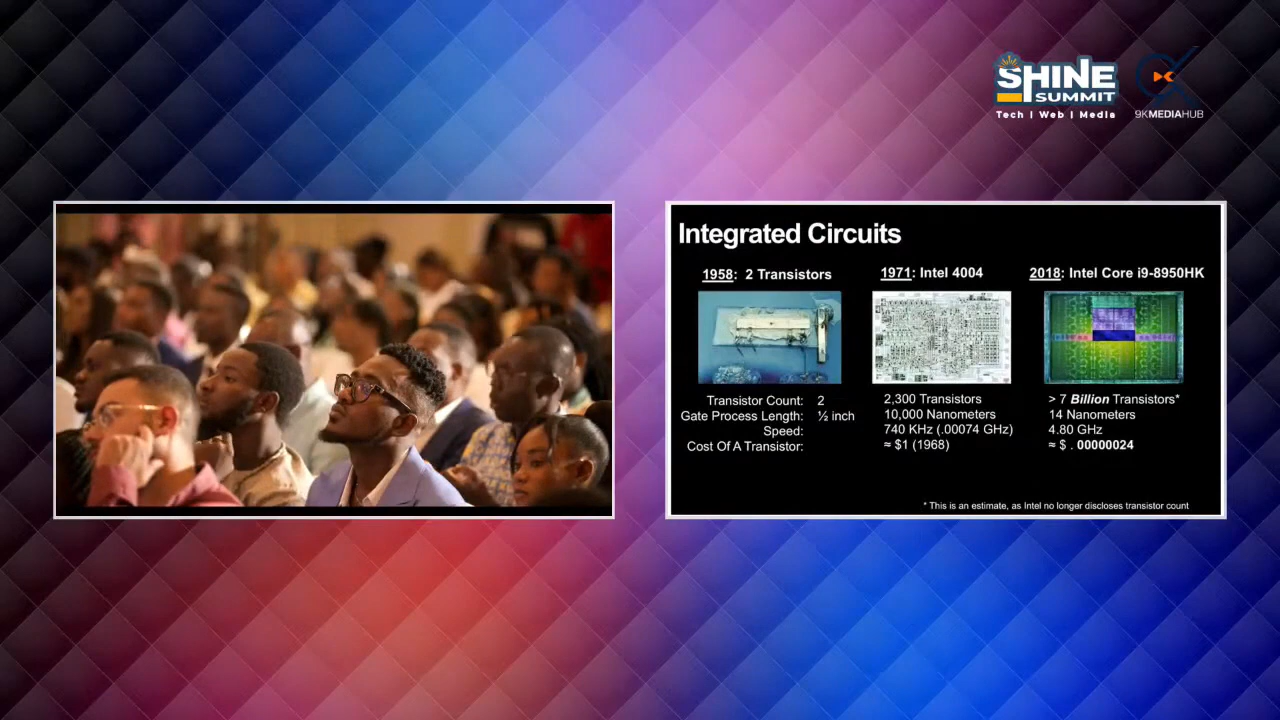 SHINE
SUMMIT
Tech | Web | Media
9KMEDIAHUB
Integrated Circuits
1958: 2 Transistors
1971: Intel 4004
2018: Intel Core i9-8950HK
Transistor Count: 2
2,300 Transistors
> 7 Billion Transistors*
Gate Process Length: ½ inch
10,000 Nanometers
14 Nanometers
Speed:
740 KHz (.00074 GHz)
4.80 GHz
Cost Of A Transistor:
≈ $1 (1968)
≈ $ . 00000024
* This is an estimate, as Intel no longer discloses transistor count